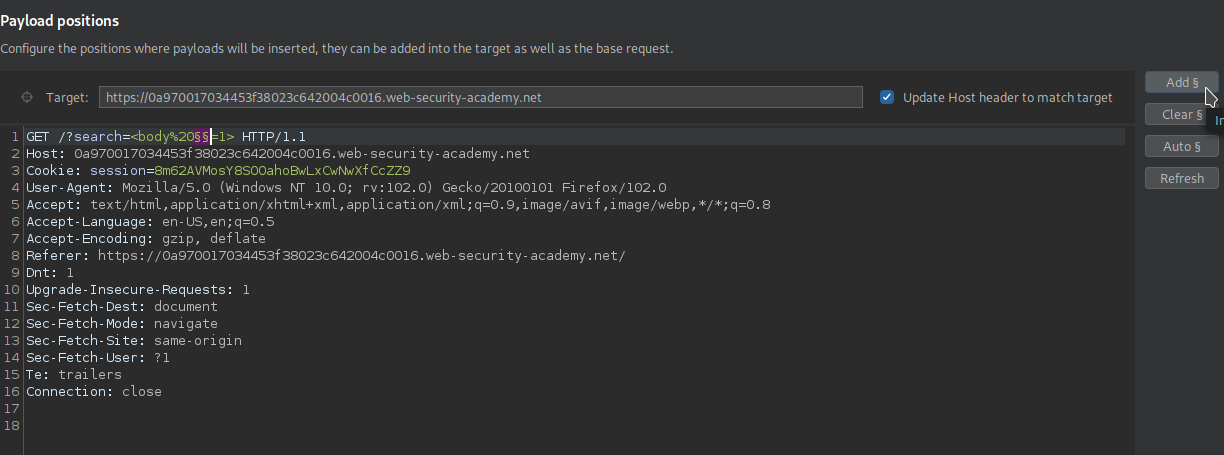 Payload positions
Configure the positions where payloads will be inserted, they can be added into the target as well as the base request.
Target: https://0a970017034453f38023c642004c0016.web-security-academy.net Update Host header to match target
Add §
Clear §
Auto §
Refresh
1 GET /?search=<body%20§§=1> HTTP/1.1
2 Host: 0a970017034453f38023c642004c0016.web-security-academy.net
3 Cookie: session=8m62AVMosY8SOOahoBwLxCwNwXfCcZZ9
4 User-Agent: Mozilla/5.0 (Windows NT 10.0; rv:102.0) Gecko/20100101 Firefox/102.0
5 Accept: text/html,application/xhtml+xml,application/xml;q=0.9,image/avif,image/webp,*/*;q=0.8
6 Accept-Language: en-US,en;q=0.5
7 Accept-Encoding: gzip, deflate
8 Referer: https://0a970017034453f38023c642004c0016.web-security-academy.net/
9 Dnt: 1
10 Upgrade-Insecure-Requests: 1
11 Sec-Fetch-Dest: document
12 Sec-Fetch-Mode: navigate
13 Sec-Fetch-Site: same-origin
14 Sec-Fetch-User: ?1
15 Te: trailers
16 Connection: close
17
18